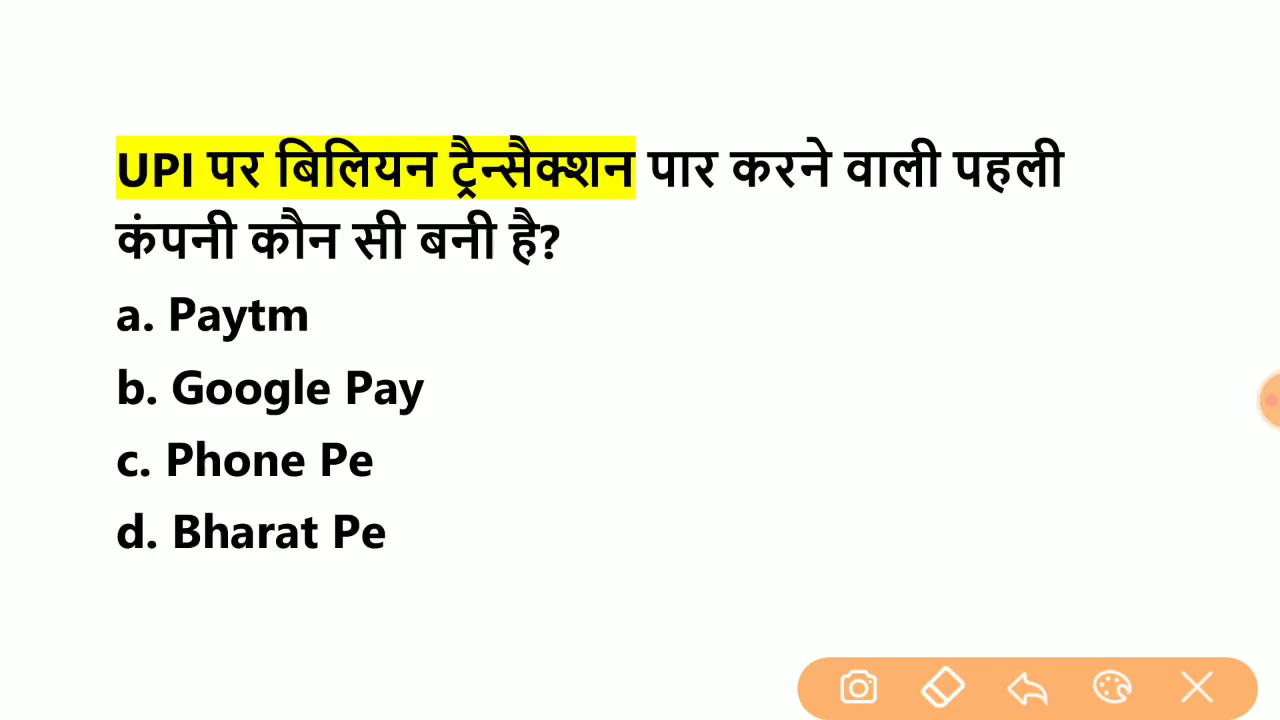 UPI पर बिलियन ट्रैन्सैक्शन पार करने वाली पहली
कंपनी कौन सी बनी है?
a. Paytm
b. Google Pay
c. Phone Pe
d. Bharat Pe